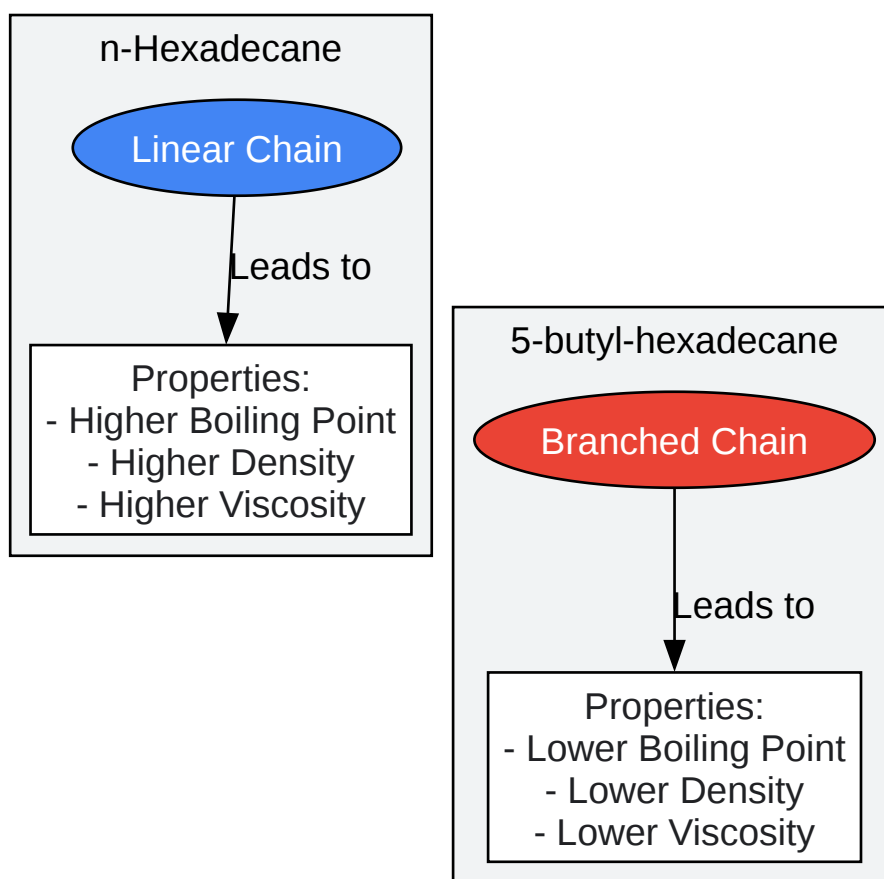 n-Hexadecane
Linear Chain
Leads to
Properties:
- Higher Boiling Point
- Higher Density
- Higher Viscosity
5-butyl-hexadecane
Branched Chain
Leads to
Properties:
- Lower Boiling Point
- Lower Density
- Lower Viscosity